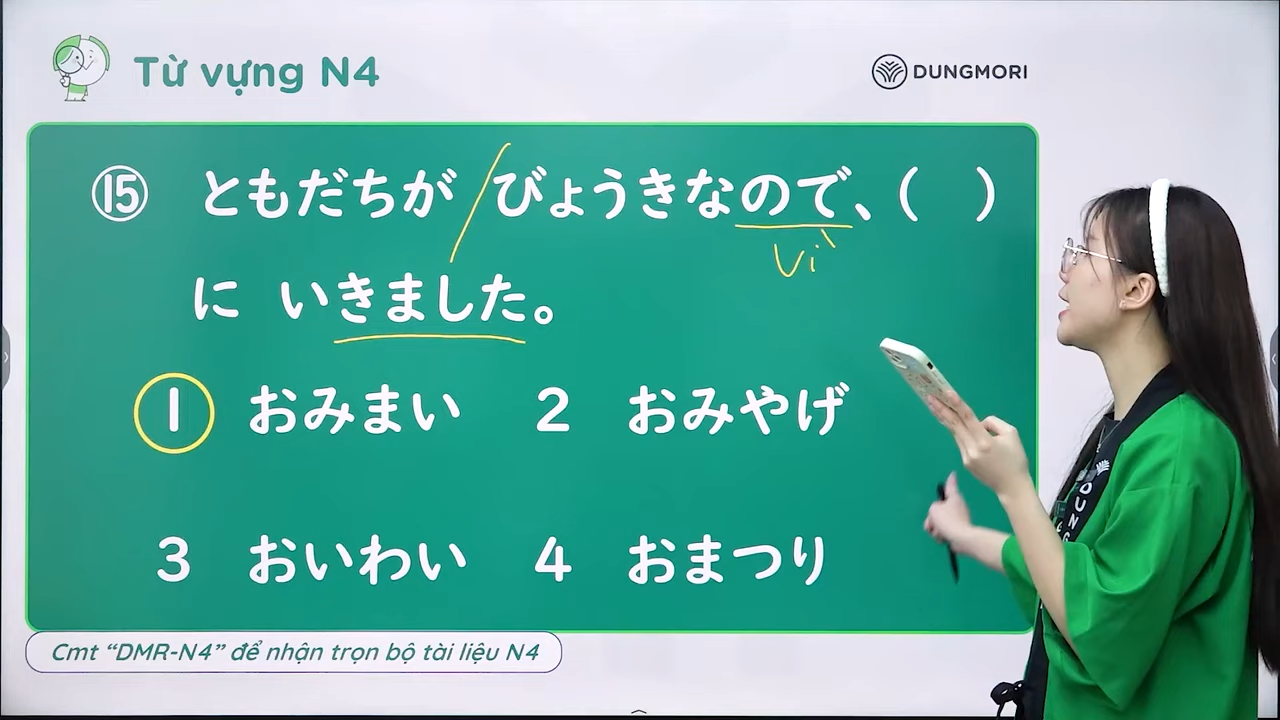 Từ vựng N4
DUNGMORI
⑮ ともだちが / びょうきなので、( )
Vì
に いきました。
1 おみまい 2 おみやげ
3 おいわい 4 おまつり
Cmt “DMR-N4” để nhận trọn bộ tài liệu N4